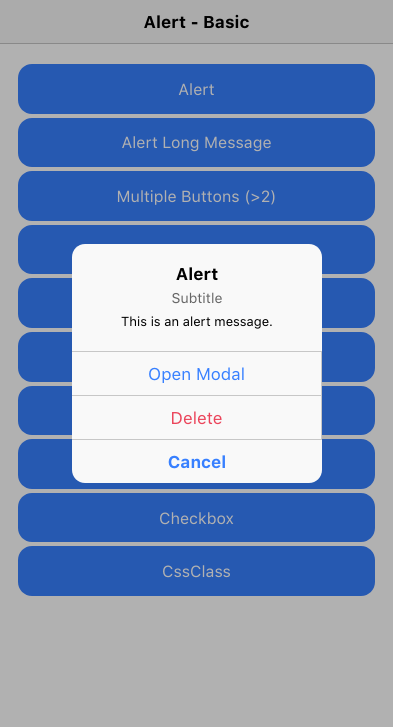 Alert - Basic
Alert
Alert Long Message
Multiple Buttons (>2)
Alert
Subtitle
This is an alert message.
Open Modal
Delete
Cancel
Checkbox
CssClass